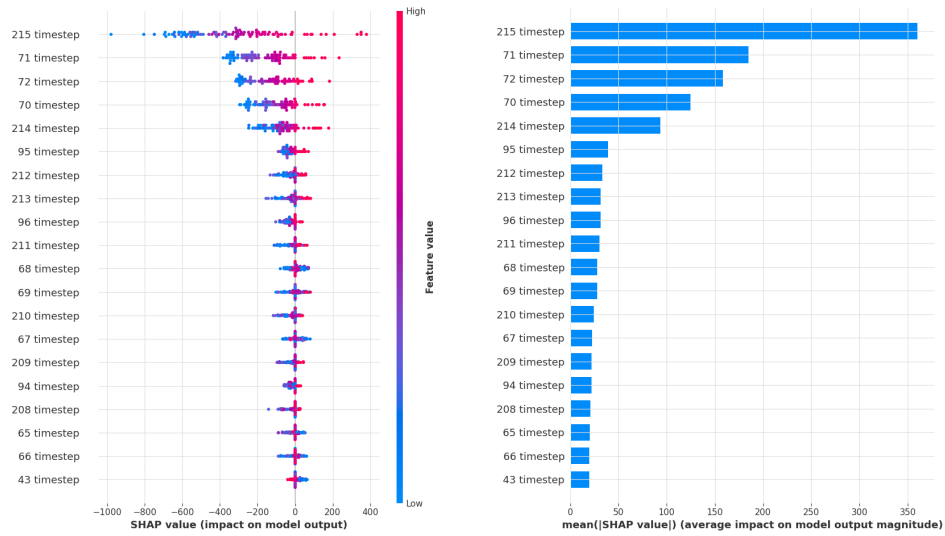 215 timestep
71 timestep
72 timestep
70 timestep
214 timestep
95 timestep
212 timestep
213 timestep
96 timestep
211 timestep
68 timestep
69 timestep
210 timestep
67 timestep
209 timestep
94 timestep
208 timestep
65 timestep
66 timestep
43 timestep
−1000 −800 −600 −400 −200 0 200 400
SHAP value (impact on model output)
High
Feature value
Low
215 timestep
71 timestep
72 timestep
70 timestep
214 timestep
95 timestep
212 timestep
213 timestep
96 timestep
211 timestep
68 timestep
69 timestep
210 timestep
67 timestep
209 timestep
94 timestep
208 timestep
65 timestep
66 timestep
43 timestep
0 50 100 150 200 250 300 350
mean(|SHAP value|) (average impact on model output magnitude)